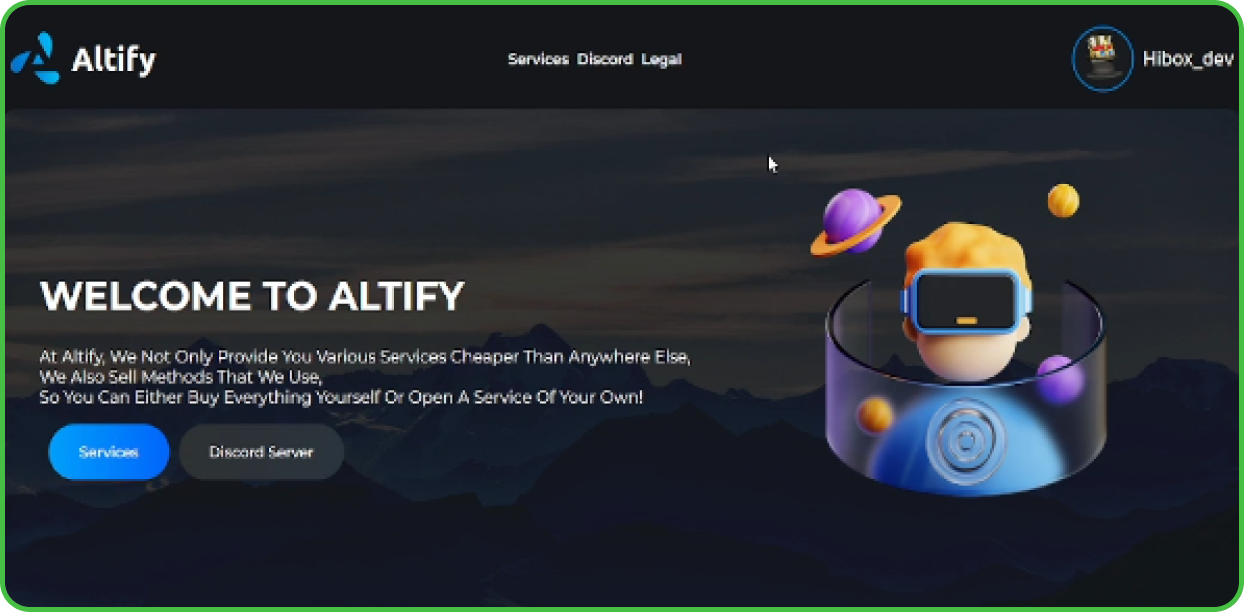 Altify
Services Discord Legal
Hibox_dev
WELCOME TO ALTIFY
At Altify, We Not Only Provide You Various Services Cheaper Than Anywhere Else,
We Also Sell Methods That We Use,
So You Can Either Buy Everything Yourself Or Open A Service Of Your Own!
Services
Discord Server